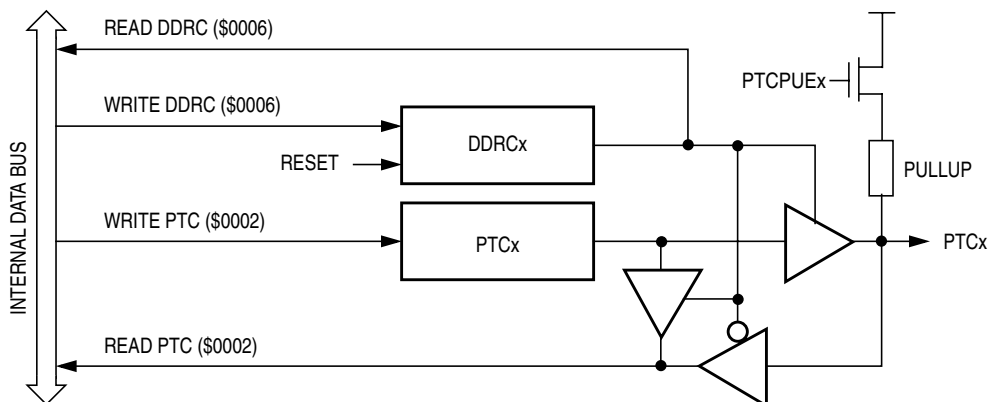 READ DDRC ($0006)
PTCPUEx
WRITE DDRC ($0006)
DDRCx
RESET
PULLUP
INTERNAL DATA BUS
WRITE PTC ($0002)
PTCx
PTCx
READ PTC ($0002)